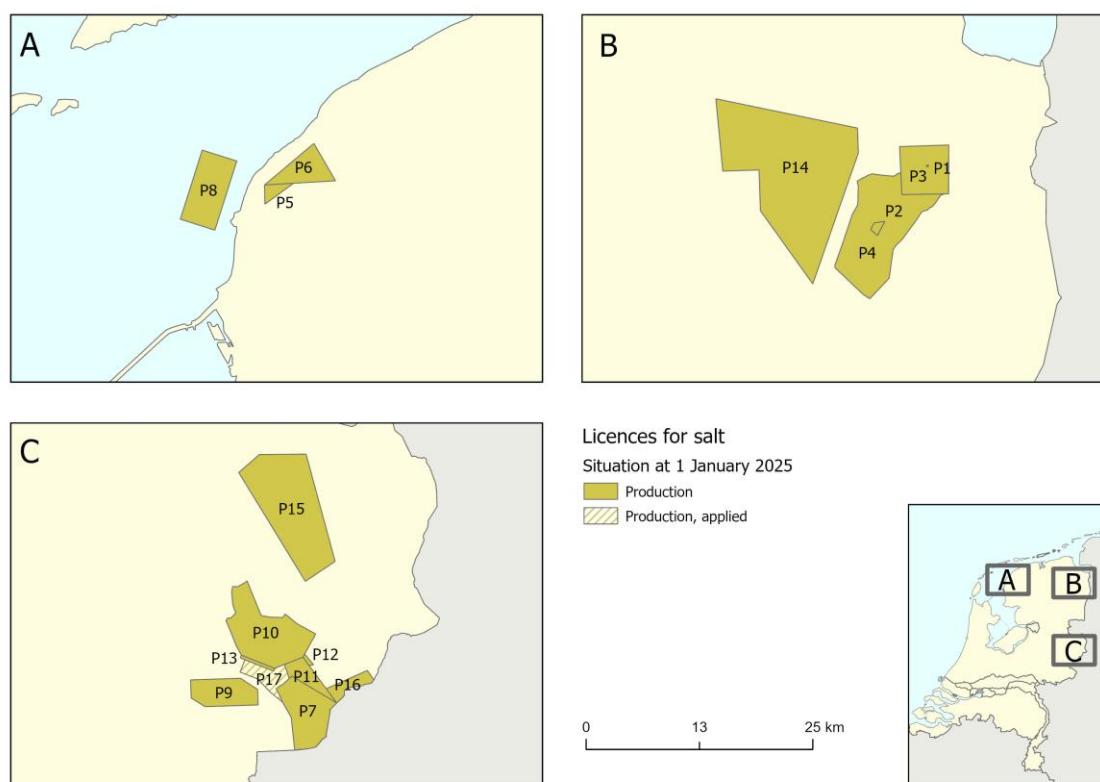 A
P8
P6
P5
B
P14
P3
P1
P2
P4
C
P15
P10
P13
P12
P17
P11
P16
P9
P7
Licences for salt
Situation at 1 January 2025
Production
Production, applied
0
13
25 km
A
B
C